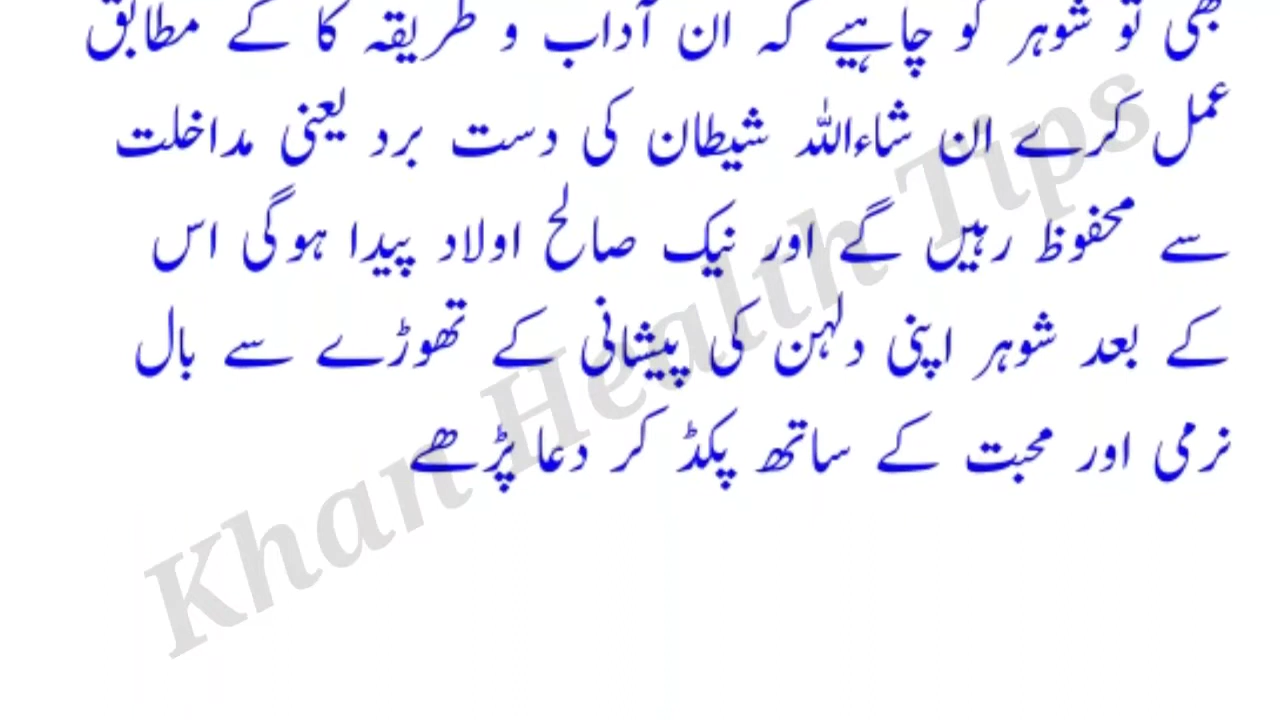 بھی تو شوہر کو چاہیے کہ ان آداب و طریقہ کا کے مطابق
عمل کرے ان شاءاللہ شیطان کی دست برد یعنی مداخلت
سے محفوظ رہیں گے اور نیک صالح اولاد پیدا ہوگی اس
کے بعد شوہر اپنی دلہن کی پیشانی کے تھوڑے سے بال
نرمی اور محبت کے ساتھ پکڈ کر دعا پڑھے
Khan Health Tips